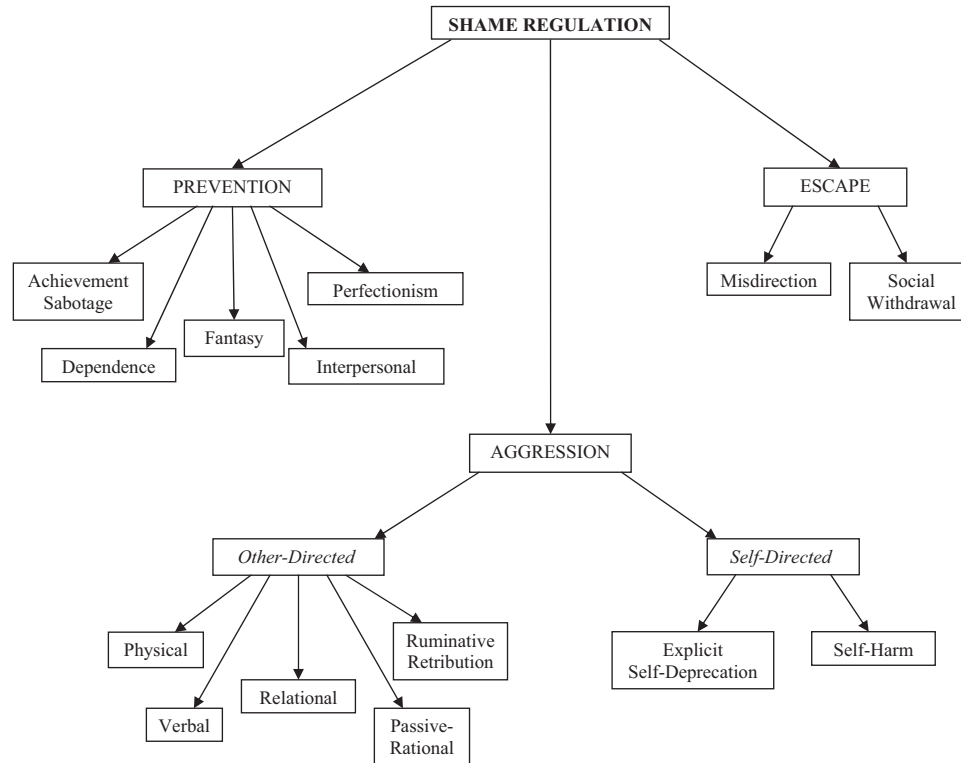 SHAME REGULATION
PREVENTION
ESCAPE
Achievement
Sabotage
Dependence
Fantasy
Interpersonal
Perfectionism
Misdirection
Social
Withdrawal
AGGRESSION
Other-Directed
Self-Directed
Physical
Verbal
Relational
Passive-
Rational
Ruminative
Retribution
Explicit
Self-Deprecation
Self-Harm